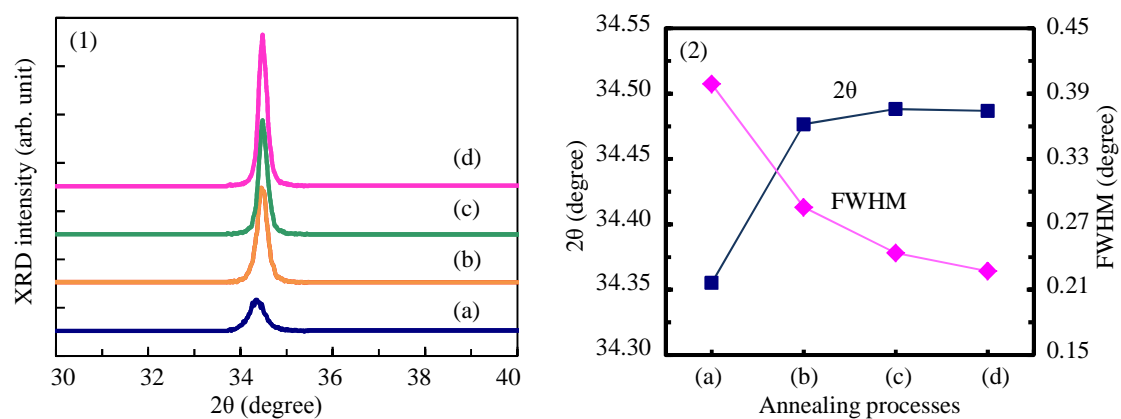 (1)
XRD intensity (arb. unit)
(d)
(c)
(b)
(a)
30
32
34
36
38
40
2θ (degree)
(2)
34.55
34.50
34.45
34.40
34.35
34.30
2θ (degree)
2θ
FWHM
0.45
0.39
0.33
0.27
0.21
0.15
FWHM (degree)
(a)
(b)
(c)
(d)
Annealing processes